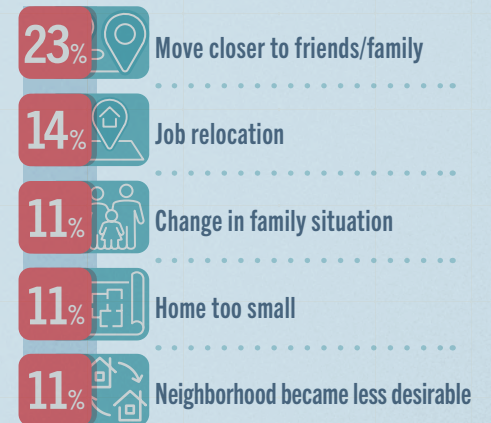 23% Move closer to friends/family
14% Job relocation
11% Change in family situation
11% Home too small
11% Neighborhood became less desirable